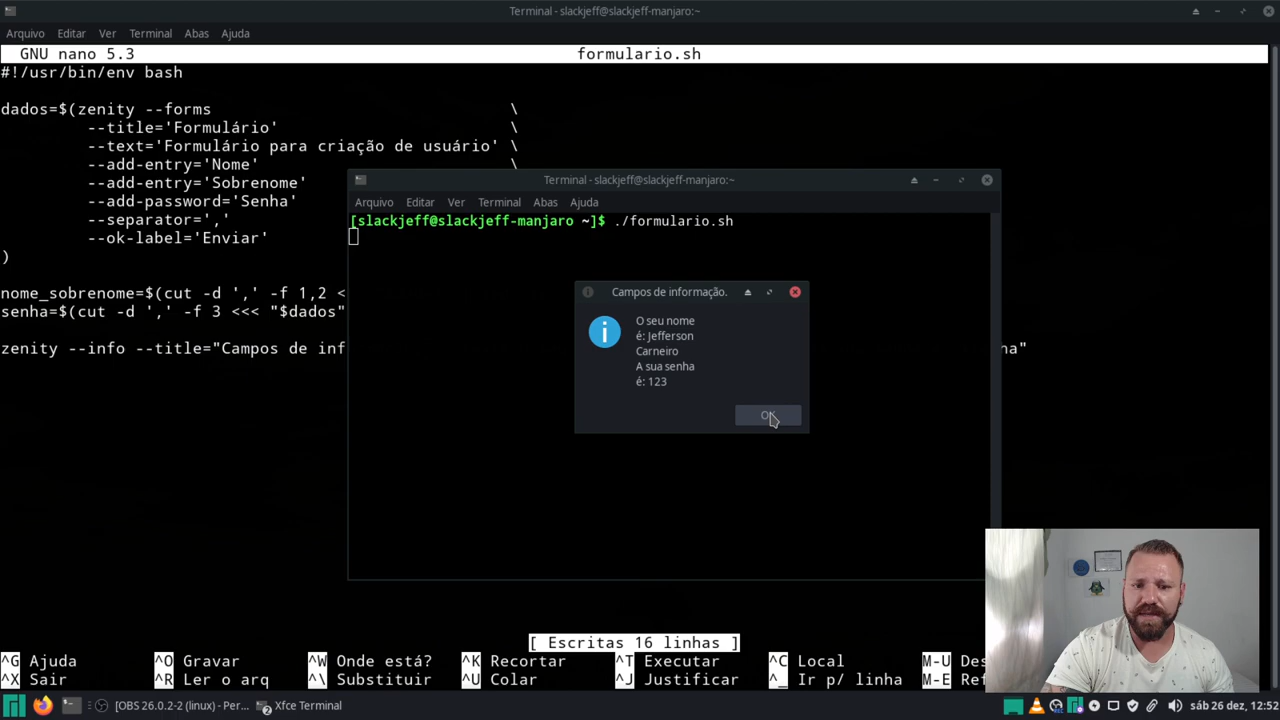 Terminal - slackjeff@slackjeff-manjaro:~
Arquivo Editar Ver Terminal Abas Ajuda
GNU nano 5.3 formulario.sh
#!/usr/bin/env bash
dados=$(zenity --forms \
--title='Formulário' \
--text='Formulário para criação de usuário' \
--add-entry='Nome' \
--add-entry='Sobrenome'
--add-password='Senha'
--separator=','
--ok-label='Enviar'
)
nome_sobrenome=$(cut -d ',' -f 1,2 <
senha=$(cut -d ',' -f 3 <<< "$dados"
zenity --info --title="Campos de inf
ha"
Terminal - slackjeff@slackjeff-manjaro:~
Arquivo Editar Ver Terminal Abas Ajuda
[slackjeff@slackjeff-manjaro ~]$ ./formulario.sh
Campos de informação.
O seu nome
é: Jefferson
Carneiro
A sua senha
é: 123
OK
[ Escritas 16 linhas ]
^G Ajuda ^O Gravar ^W Onde está? ^K Recortar ^T Executar ^C Local M-U Des
^X Sair ^R Ler o arq ^\ Substituir ^U Colar ^J Justificar ^_ Ir p/ linha M-E Ref
[OBS 26.0.2-2 (linux) - Per... Xfce Terminal sáb 26 dez, 12:52